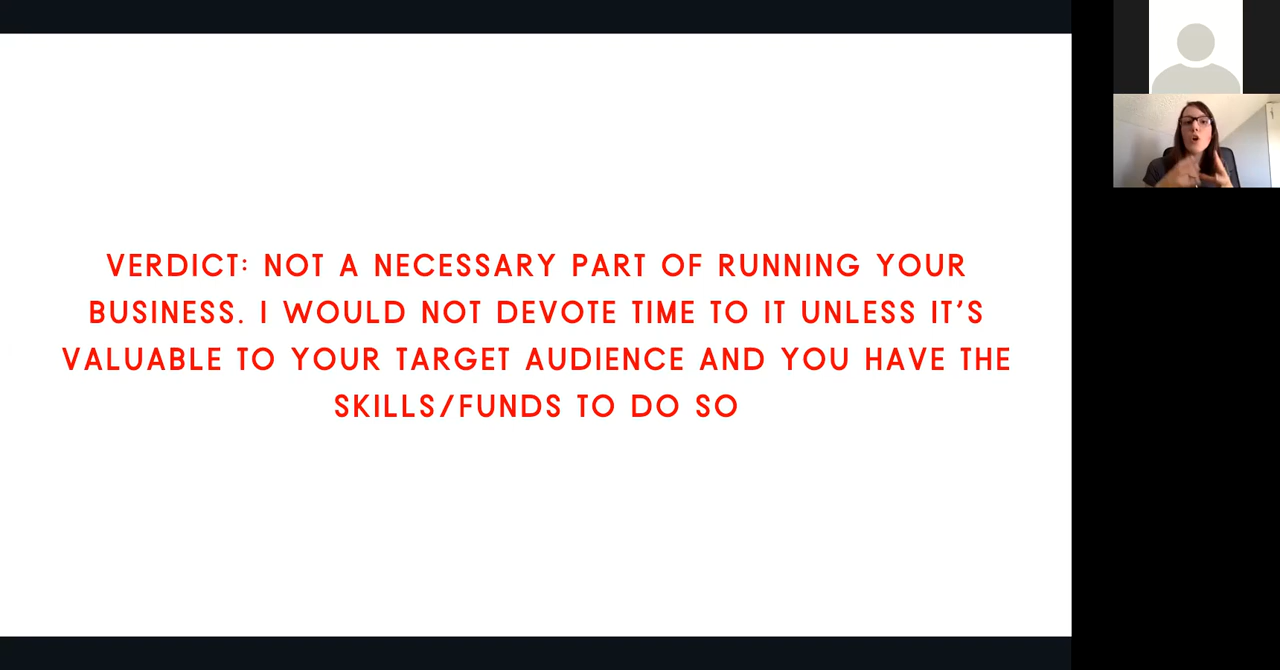 VERDICT: NOT A NECESSARY PART OF RUNNING YOUR
BUSINESS. I WOULD NOT DEVOTE TIME TO IT UNLESS IT'S
VALUABLE TO YOUR TARGET AUDIENCE AND YOU HAVE THE
SKILLS/FUNDS TO DO SO